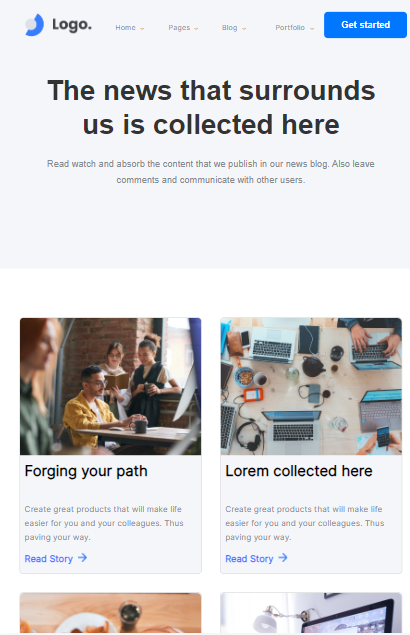 Logo.
Home
Pages
Blog
Portfolio
Get started
The news that surrounds
us is collected here
Read watch and absorb the content that we publish in our news blog. Also leave
comments and communicate with other users.
Forging your path
Create great products that will make life
easier for you and your colleagues. Thus
paving your way.
Read Story →
Lorem collected here
Create great products that will make life
easier for you and your colleagues. Thus
paving your way.
Read Story →